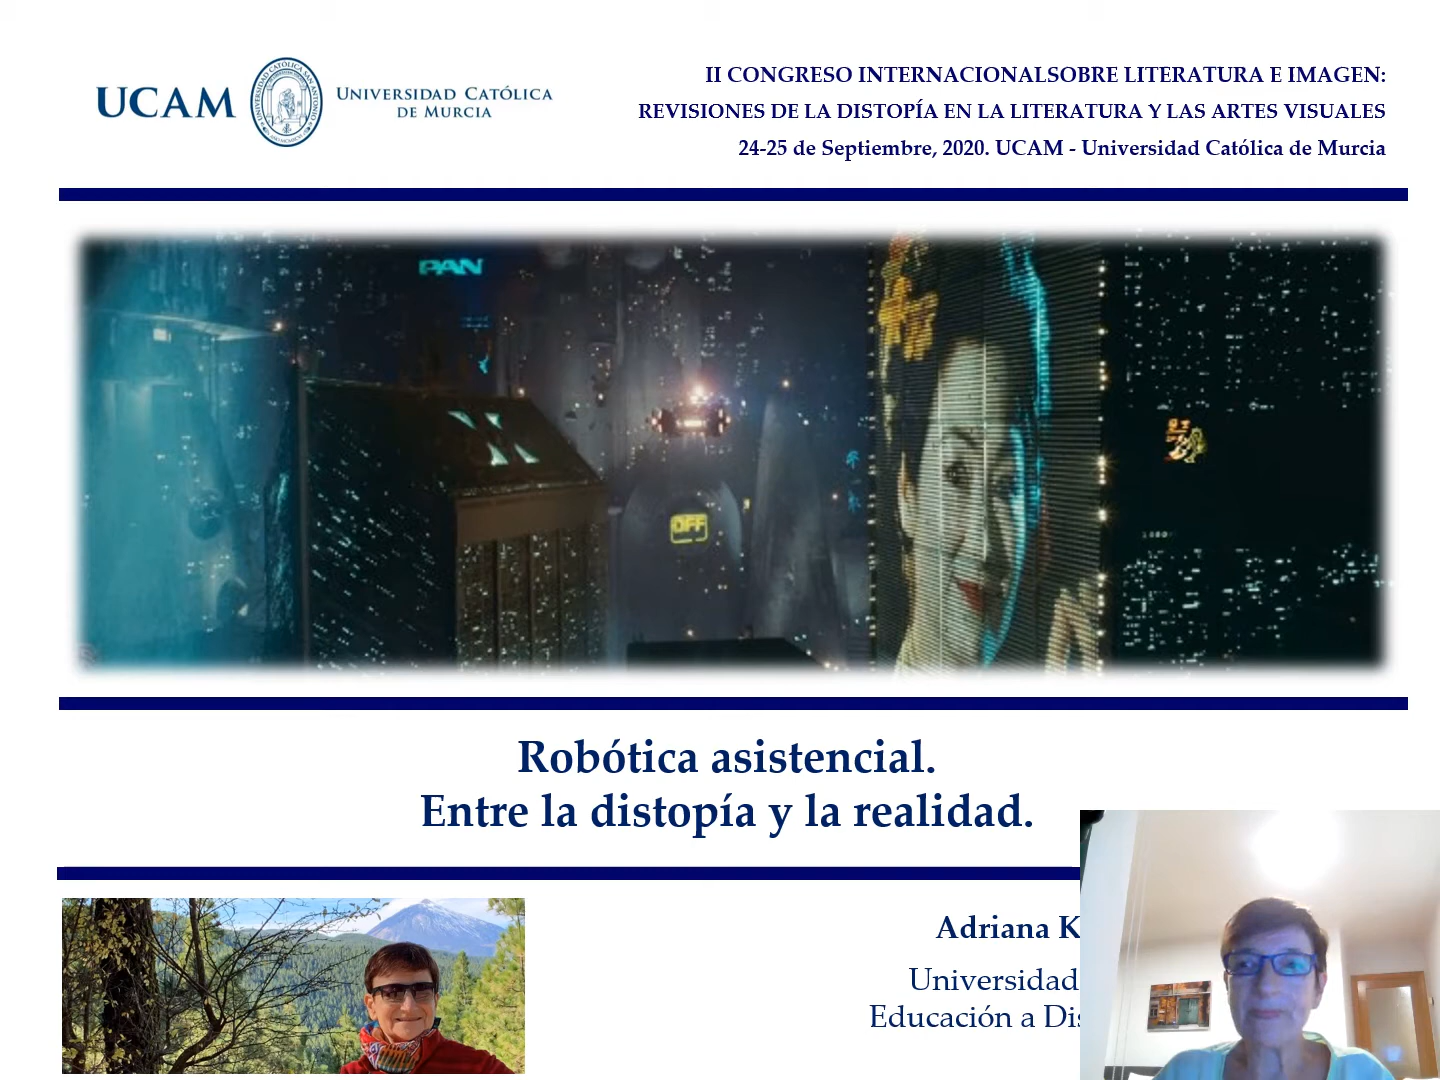 UCAM
UNIVERSIDAD CATÓLICA
DE MURCIA
II CONGRESO INTERNACIONALSOBRE LITERATURA E IMAGEN:
REVISIONES DE LA DISTOPÍA EN LA LITERATURA Y LAS ARTES VISUALES
24-25 de Septiembre, 2020. UCAM - Universidad Católica de Murcia
PAN
OFF
Robótica asistencial.
Entre la distopía y la realidad.
Adriana K
Universidad
Educación a Dis